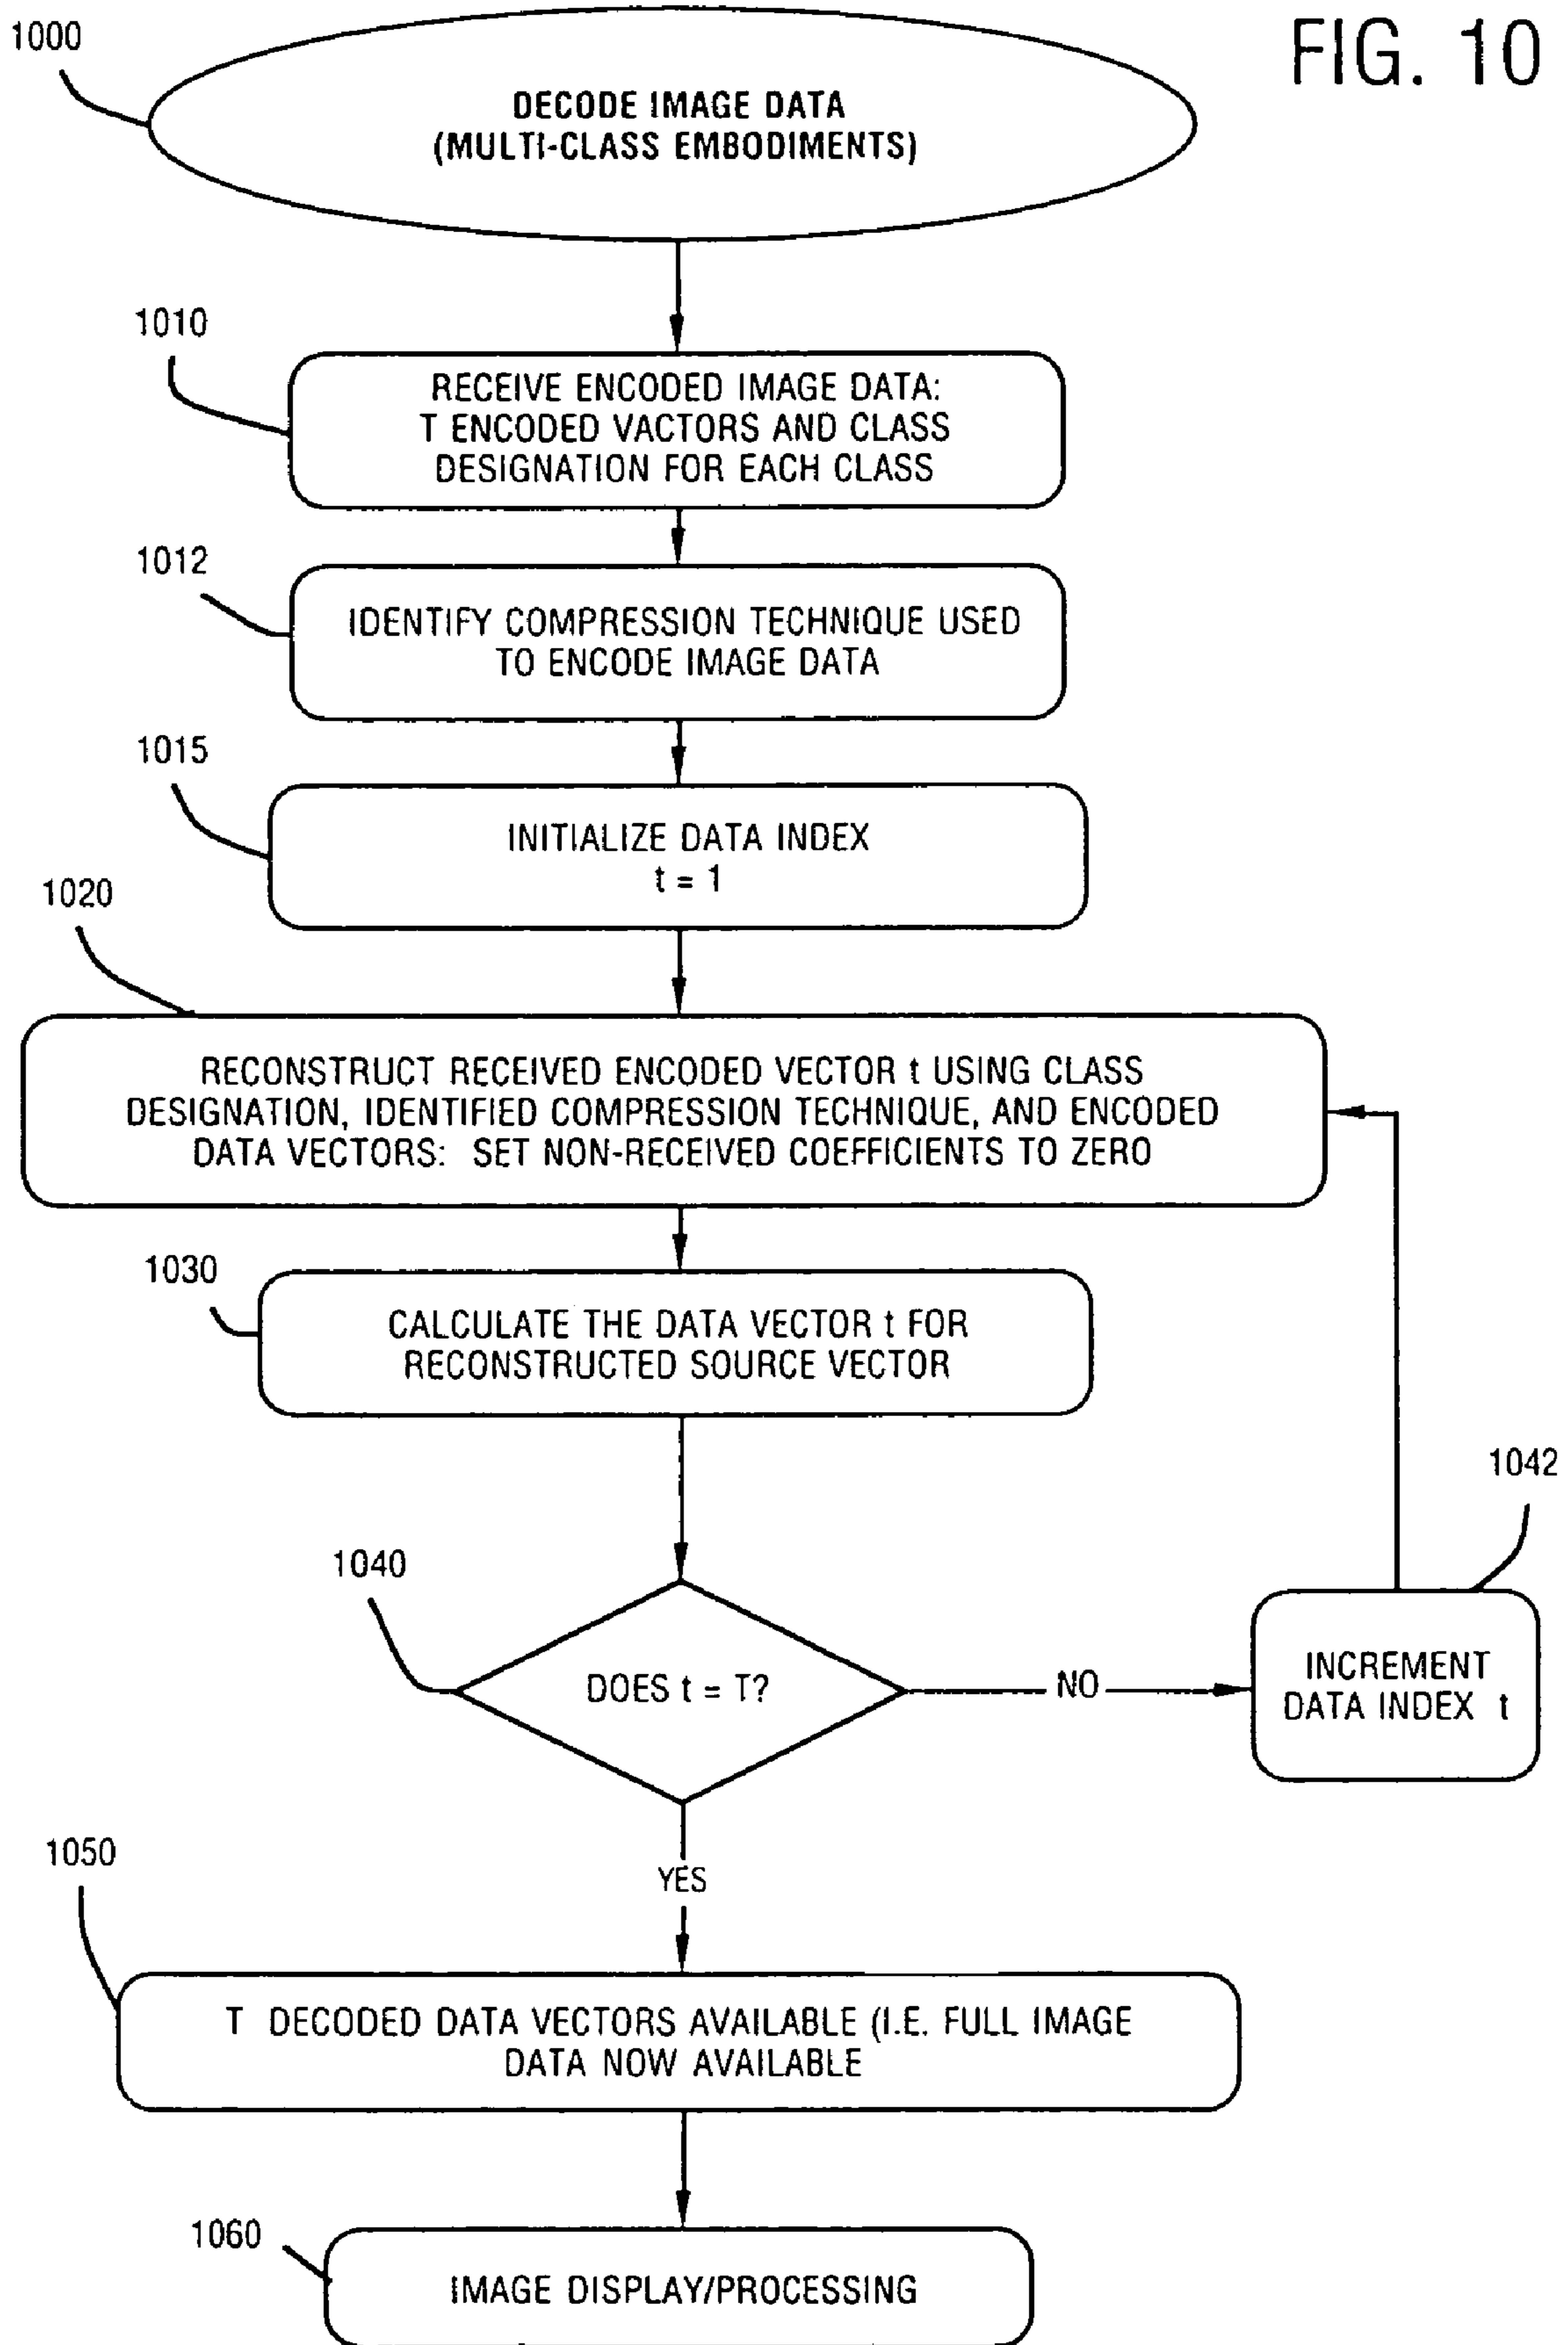 FIG. 10
1000
DECODE IMAGE DATA
(MULTI-CLASS EMBODIMENTS)
1010
RECEIVE ENCODED IMAGE DATA:
T ENCODED VACTORS AND CLASS
DESIGNATION FOR EACH CLASS
1012
IDENTIFY COMPRESSION TECHNIQUE USED
TO ENCODE IMAGE DATA
1015
INITIALIZE DATA INDEX
t = 1
1020
RECONSTRUCT RECEIVED ENCODED VECTOR t USING CLASS
DESIGNATION, IDENTIFIED COMPRESSION TECHNIQUE, AND ENCODED
DATA VECTORS: SET NON-RECEIVED COEFFICIENTS TO ZERO
1030
CALCULATE THE DATA VECTOR t FOR
RECONSTRUCTED SOURCE VECTOR
1040
DOES t = T?
NO
1042
INCREMENT
DATA INDEX t
YES
1050
T DECODED DATA VECTORS AVAILABLE (I.E. FULL IMAGE
DATA NOW AVAILABLE
1060
IMAGE DISPLAY/PROCESSING